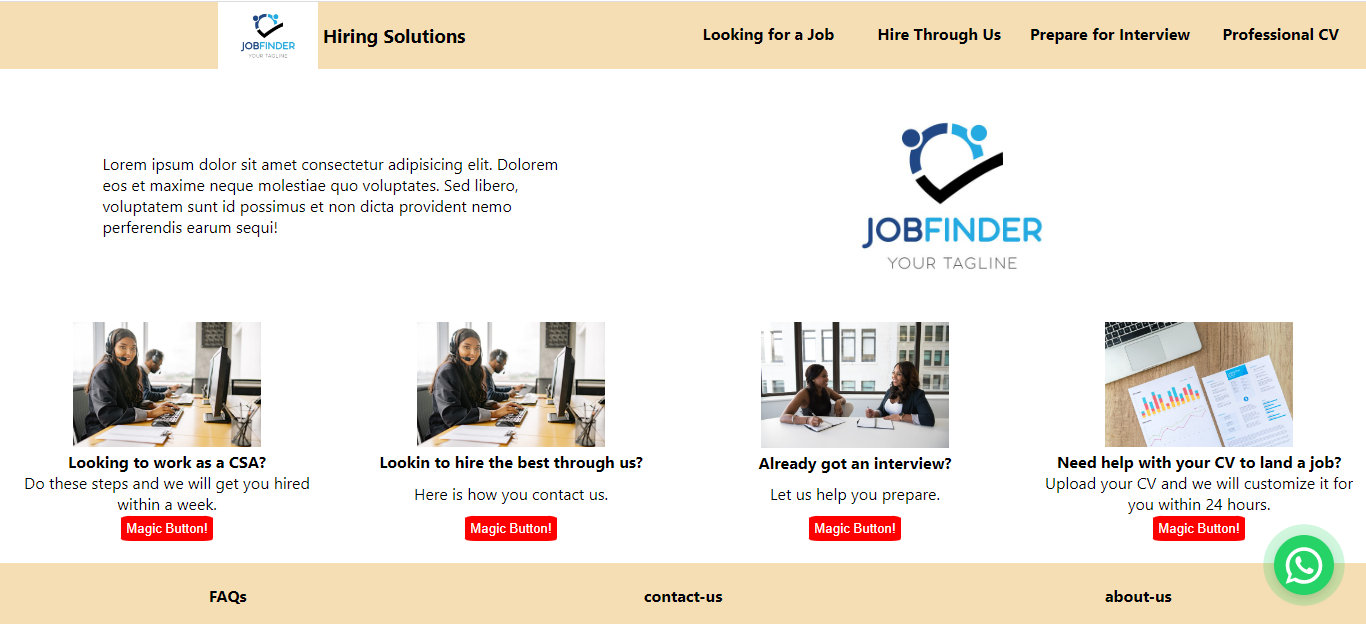 JOBFINDER
YOUR TAGLINE
Hiring Solutions
Looking for a Job
Hire Through Us
Prepare for Interview
Professional CV
Lorem ipsum dolor sit amet consectetur adipisicing elit. Dolorem
eos et maxime neque molestiae quo voluptates. Sed libero,
voluptatem sunt id possimus et non dicta provident nemo
perferendis earum sequi!
JOBFINDER
YOUR TAGLINE
Looking to work as a CSA?
Do these steps and we will get you hired
within a week.
Magic Button!
Lookin to hire the best through us?
Here is how you contact us.
Magic Button!
Already got an interview?
Let us help you prepare.
Magic Button!
Need help with your CV to land a job?
Upload your CV and we will customize it for
you within 24 hours.
Magic Button!
FAQs
contact-us
about-us